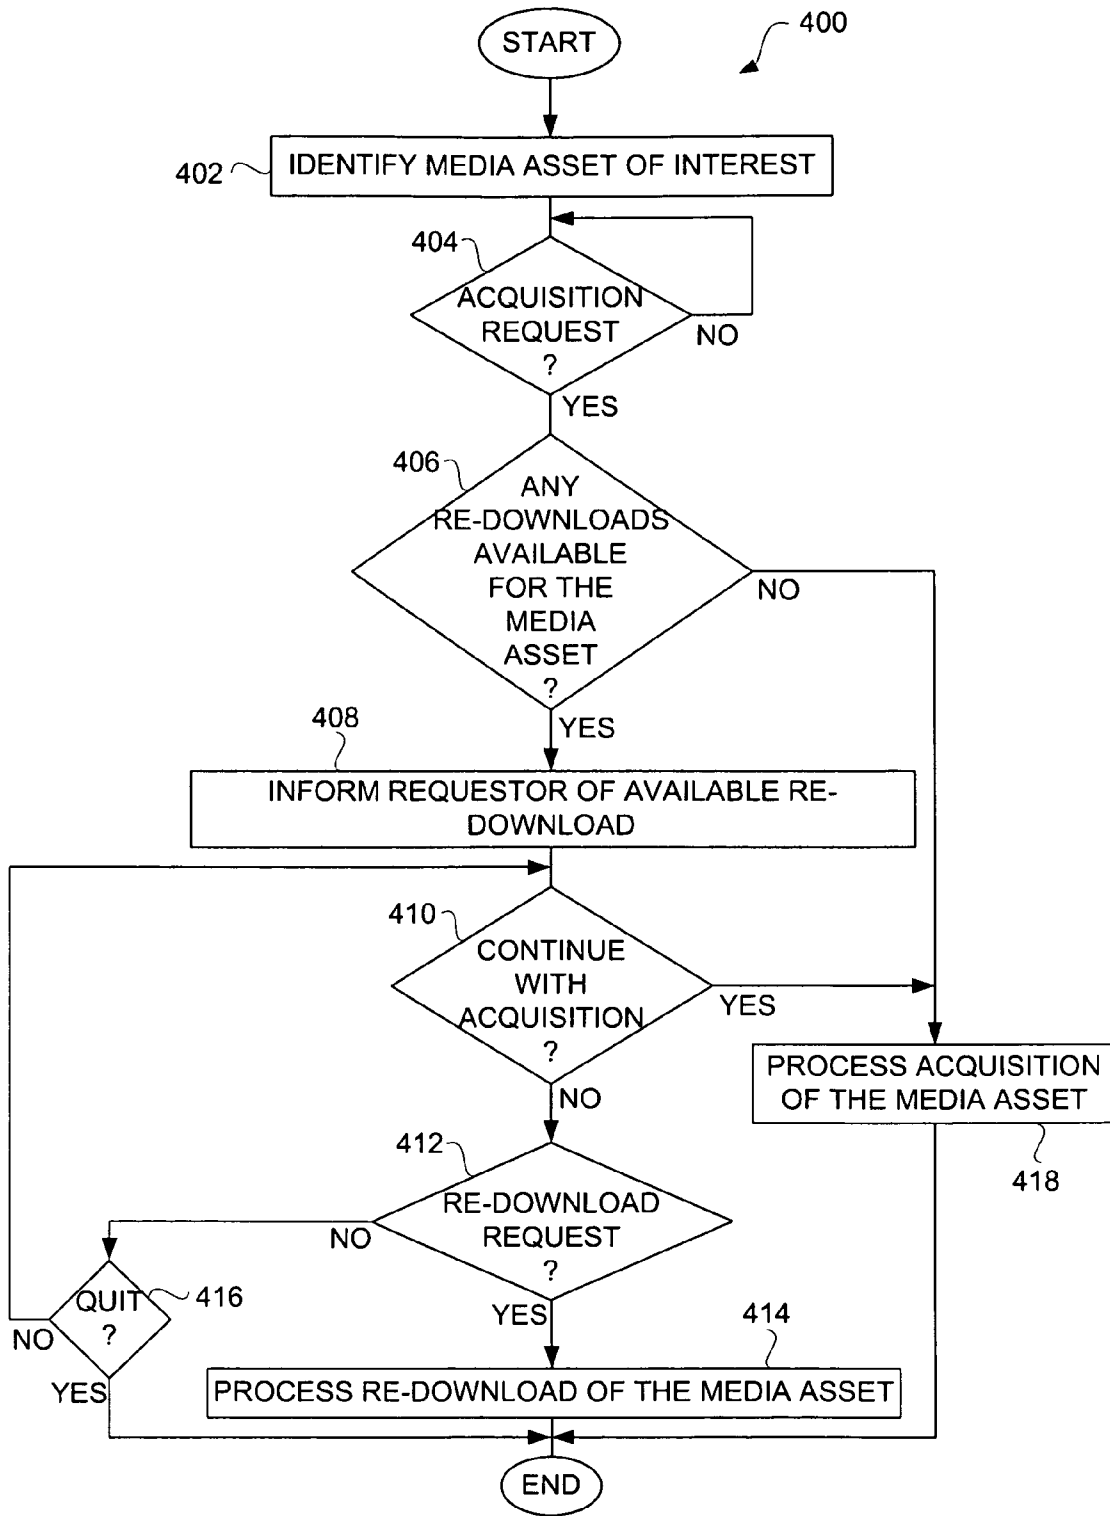 START
400
402
IDENTIFY MEDIA ASSET OF INTEREST
404
ACQUISITION
REQUEST
?
NO
YES
406
ANY
RE-DOWNLOADS
AVAILABLE
FOR THE
MEDIA
ASSET
?
NO
YES
408
INFORM REQUESTOR OF AVAILABLE RE-
DOWNLOAD
410
CONTINUE
WITH
ACQUISITION
?
YES
NO
PROCESS ACQUISITION
OF THE MEDIA ASSET
418
412
RE-DOWNLOAD
REQUEST
?
NO
YES
QUIT
?
416
NO
YES
414
PROCESS RE-DOWNLOAD OF THE MEDIA ASSET
END